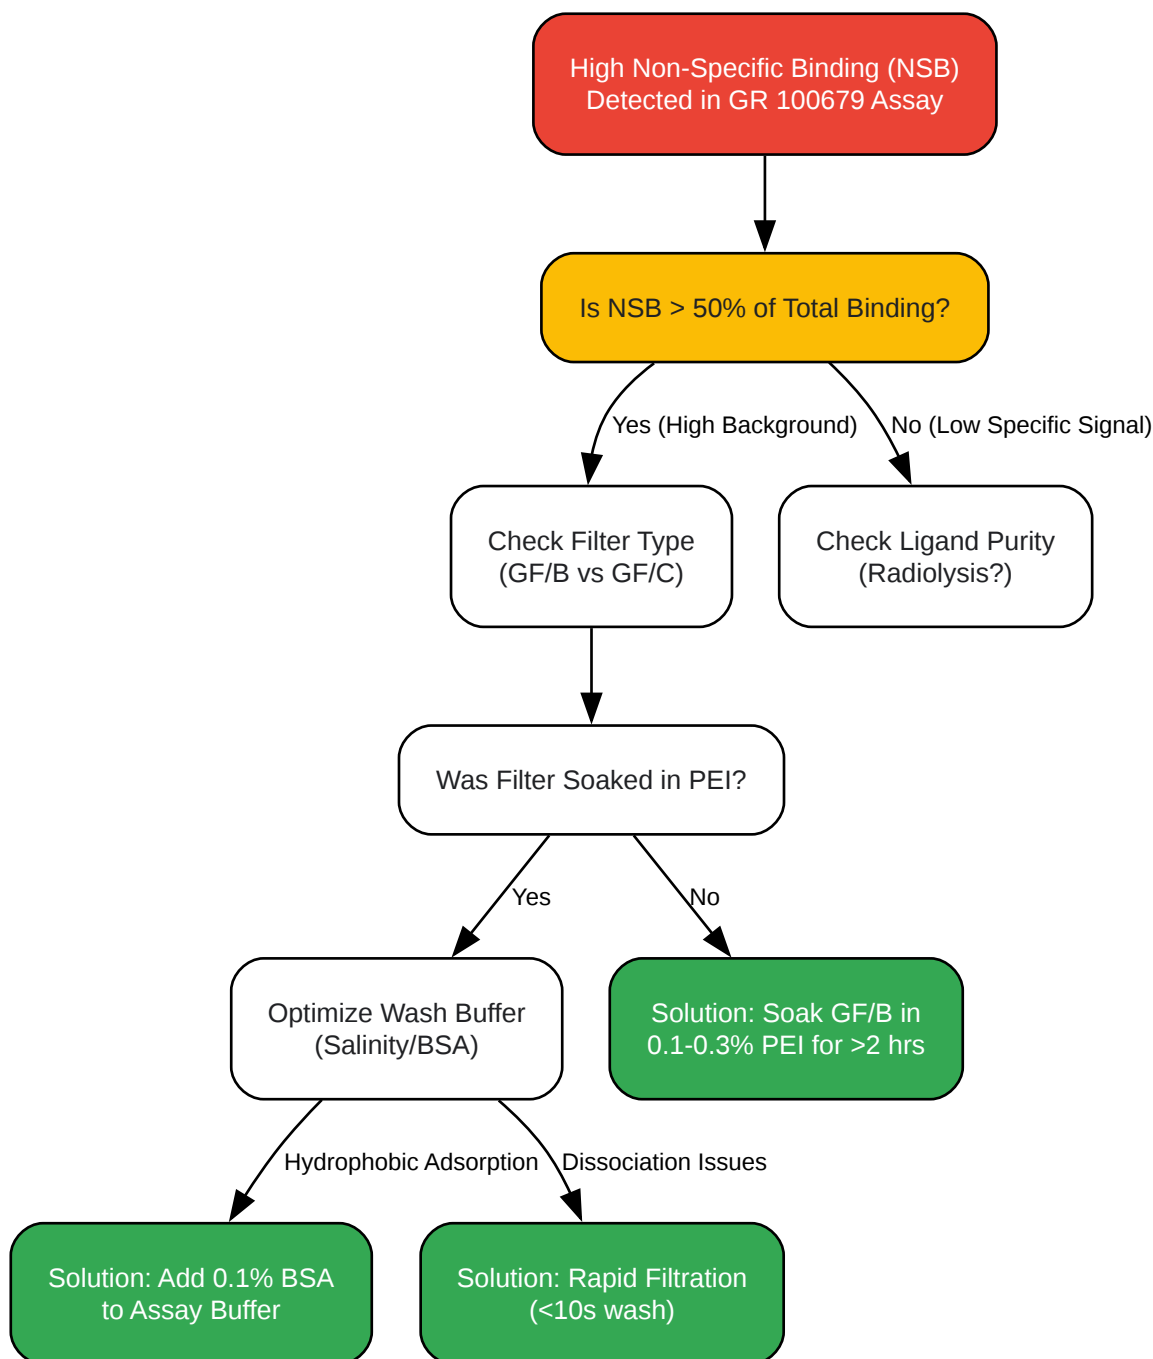 High Non-Specific Binding (NSB)
Detected in GR 100679 Assay
Is NSB > 50% of Total Binding?
Yes (High Background)
No (Low Specific Signal)
Check Filter Type
(GF/B vs GF/C)
Check Ligand Purity
(Radiolysis?)
Was Filter Soaked in PEI?
Yes
No
Optimize Wash Buffer
(Salinity/BSA)
Solution: Soak GF/B in
0.1-0.3% PEI for >2 hrs
Hydrophobic Adsorption
Dissociation Issues
Solution: Add 0.1% BSA
to Assay Buffer
Solution: Rapid Filtration
(<10s wash)